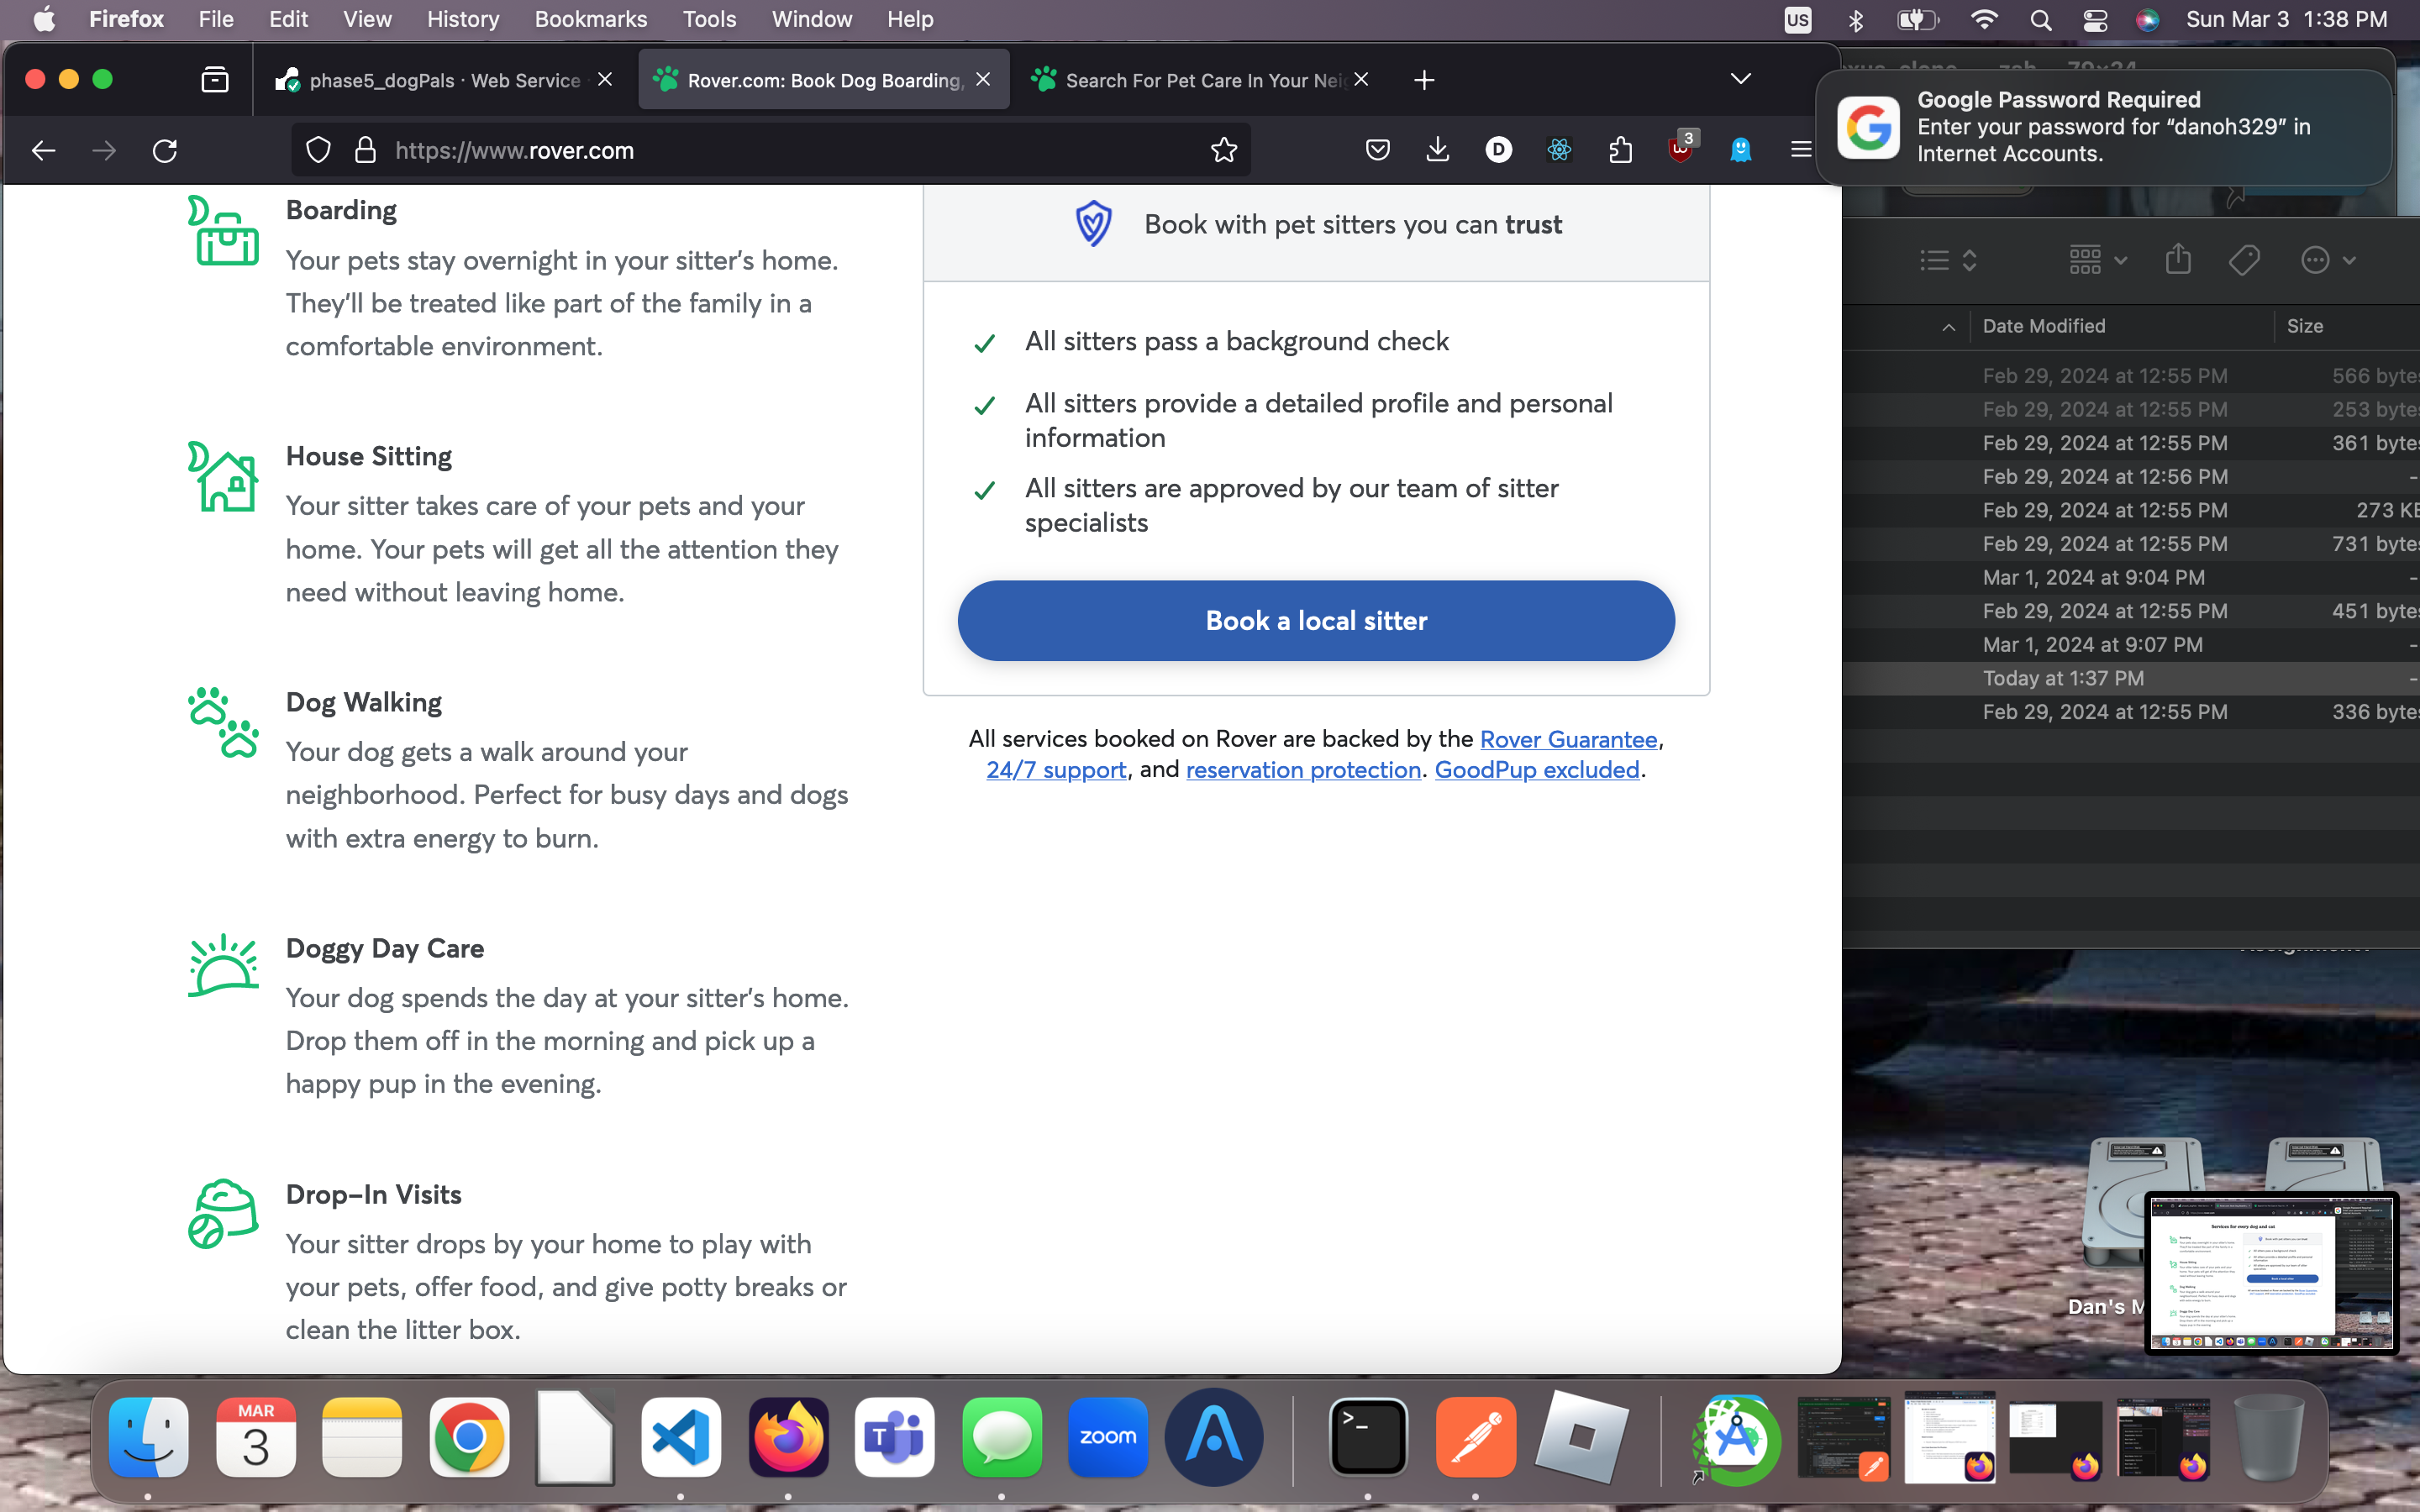 Firefox File Edit View History Bookmarks Tools Window Help US Sun Mar 3 1:38 PM
phase5_dogPals · Web Service
Rover.com: Book Dog Boarding,
Search For Pet Care In Your Nei
https://www.rover.com
3
Google Password Required
Enter your password for “danoh329” in
Internet Accounts.
Boarding
Your pets stay overnight in your sitter's home.
They'll be treated like part of the family in a
comfortable environment.
House Sitting
Your sitter takes care of your pets and your
home. Your pets will get all the attention they
need without leaving home.
Dog Walking
Your dog gets a walk around your
neighborhood. Perfect for busy days and dogs
with extra energy to burn.
Doggy Day Care
Your dog spends the day at your sitter's home.
Drop them off in the morning and pick up a
happy pup in the evening.
Drop-In Visits
Your sitter drops by your home to play with
your pets, offer food, and give potty breaks or
clean the litter box.
Book with pet sitters you can trust
All sitters pass a background check
All sitters provide a detailed profile and personal
information
All sitters are approved by our team of sitter
specialists
Book a local sitter
All services booked on Rover are backed by the Rover Guarantee,
24/7 support, and reservation protection. GoodPup excluded.
Date Modified Size
Feb 29, 2024 at 12:55 PM 566 bytes
Feb 29, 2024 at 12:55 PM 253 bytes
Feb 29, 2024 at 12:55 PM 361 bytes
Feb 29, 2024 at 12:56 PM --
Feb 29, 2024 at 12:55 PM 273 KB
Feb 29, 2024 at 12:55 PM 731 bytes
Mar 1, 2024 at 9:04 PM --
Feb 29, 2024 at 12:55 PM 451 bytes
Mar 1, 2024 at 9:07 PM --
Today at 1:37 PM --
Feb 29, 2024 at 12:55 PM 336 bytes
Dan's M
Services for every dog and cat
MAR
3
zoom